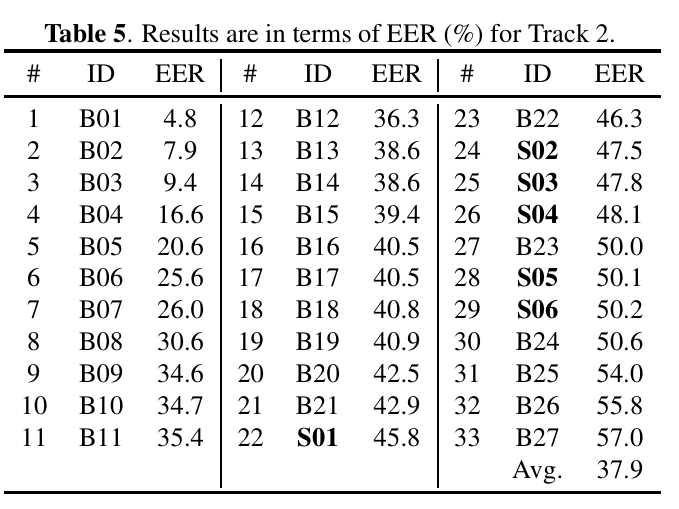 Table 5. Results are in terms of EER (%) for Track 2.
# ID EER # ID EER # ID EER
1 B01 4.8 12 B12 36.3 23 B22 46.3
2 B02 7.9 13 B13 38.6 24 S02 47.5
3 B03 9.4 14 B14 38.6 25 S03 47.8
4 B04 16.6 15 B15 39.4 26 S04 48.1
5 B05 20.6 16 B16 40.5 27 B23 50.0
6 B06 25.6 17 B17 40.5 28 S05 50.1
7 B07 26.0 18 B18 40.8 29 S06 50.2
8 B08 30.6 19 B19 40.9 30 B24 50.6
9 B09 34.6 20 B20 42.5 31 B25 54.0
10 B10 34.7 21 B21 42.9 32 B26 55.8
11 B11 35.4 22 S01 45.8 33 B27 57.0
Avg. 37.9